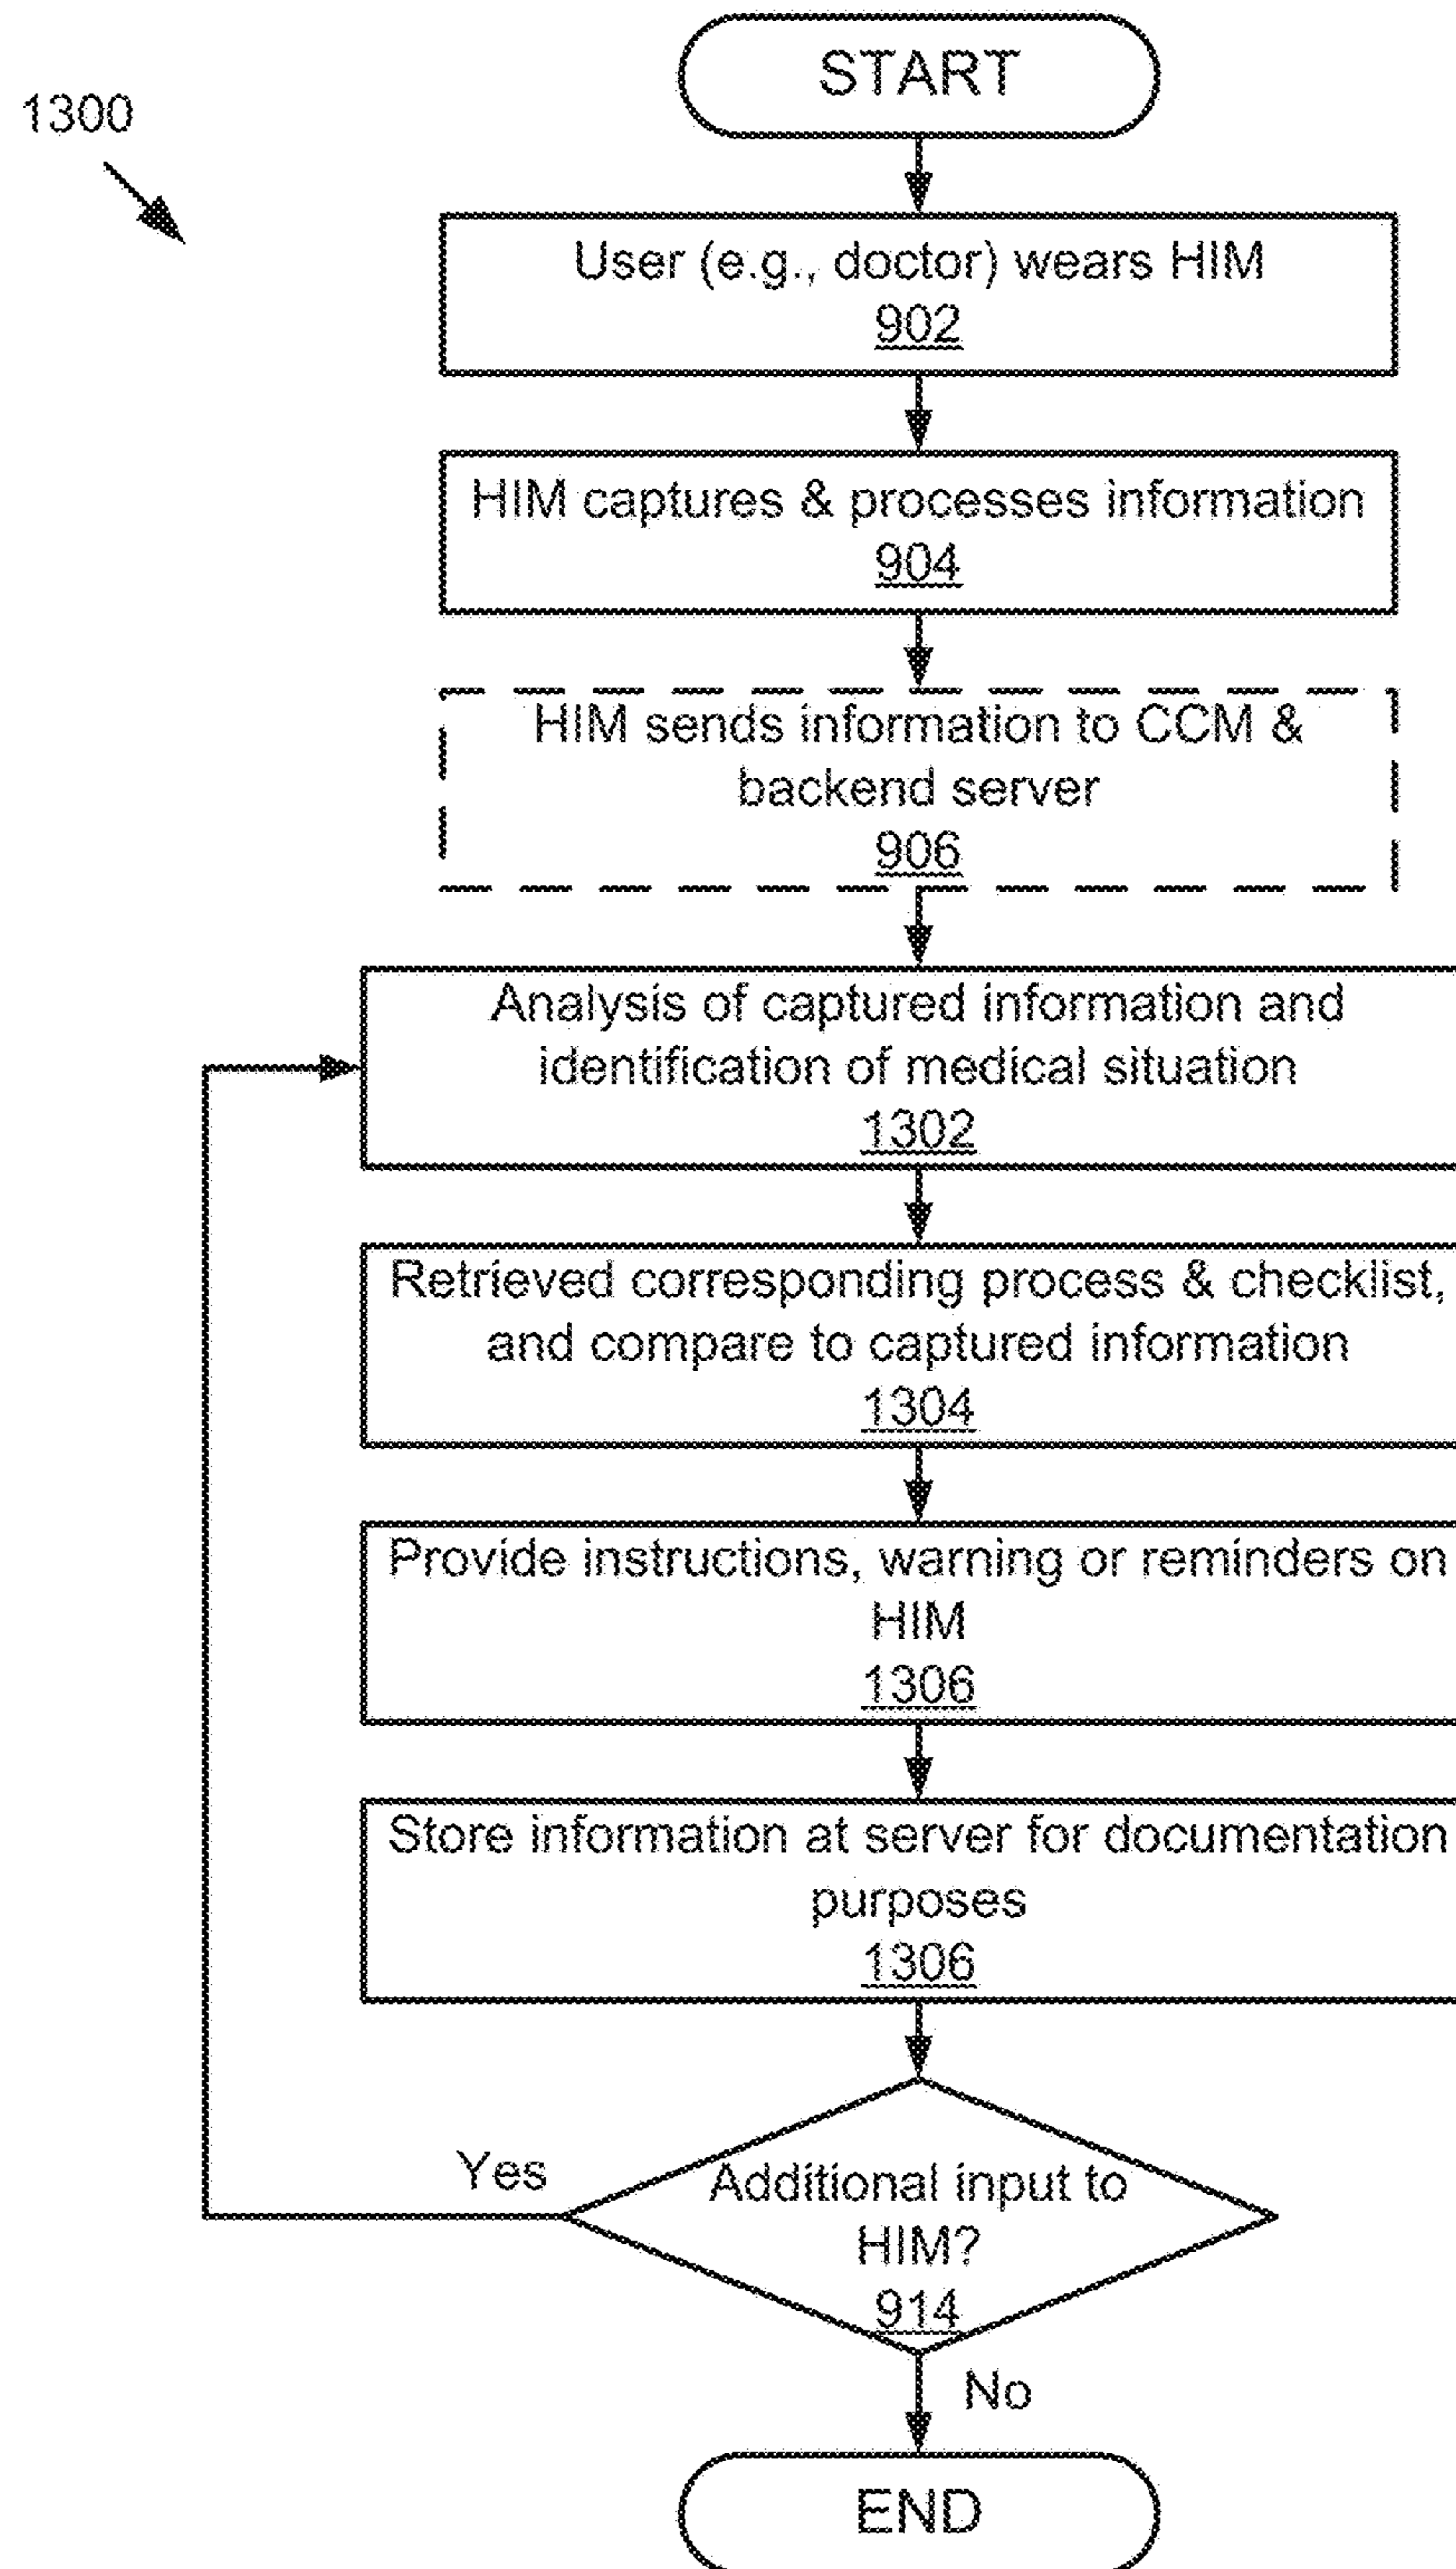 START
1300
User (e.g., doctor) wears HIM
902
HIM captures & processes information
904
HIM sends information to CCM &
backend server
906
Analysis of captured information and
identification of medical situation
1302
Retrieved corresponding process & checklist,
and compare to captured information
1304
Provide instructions, warning or reminders on
HIM
1306
Store information at server for documentation
purposes
1306
Yes
Additional input to
HIM?
914
No
END